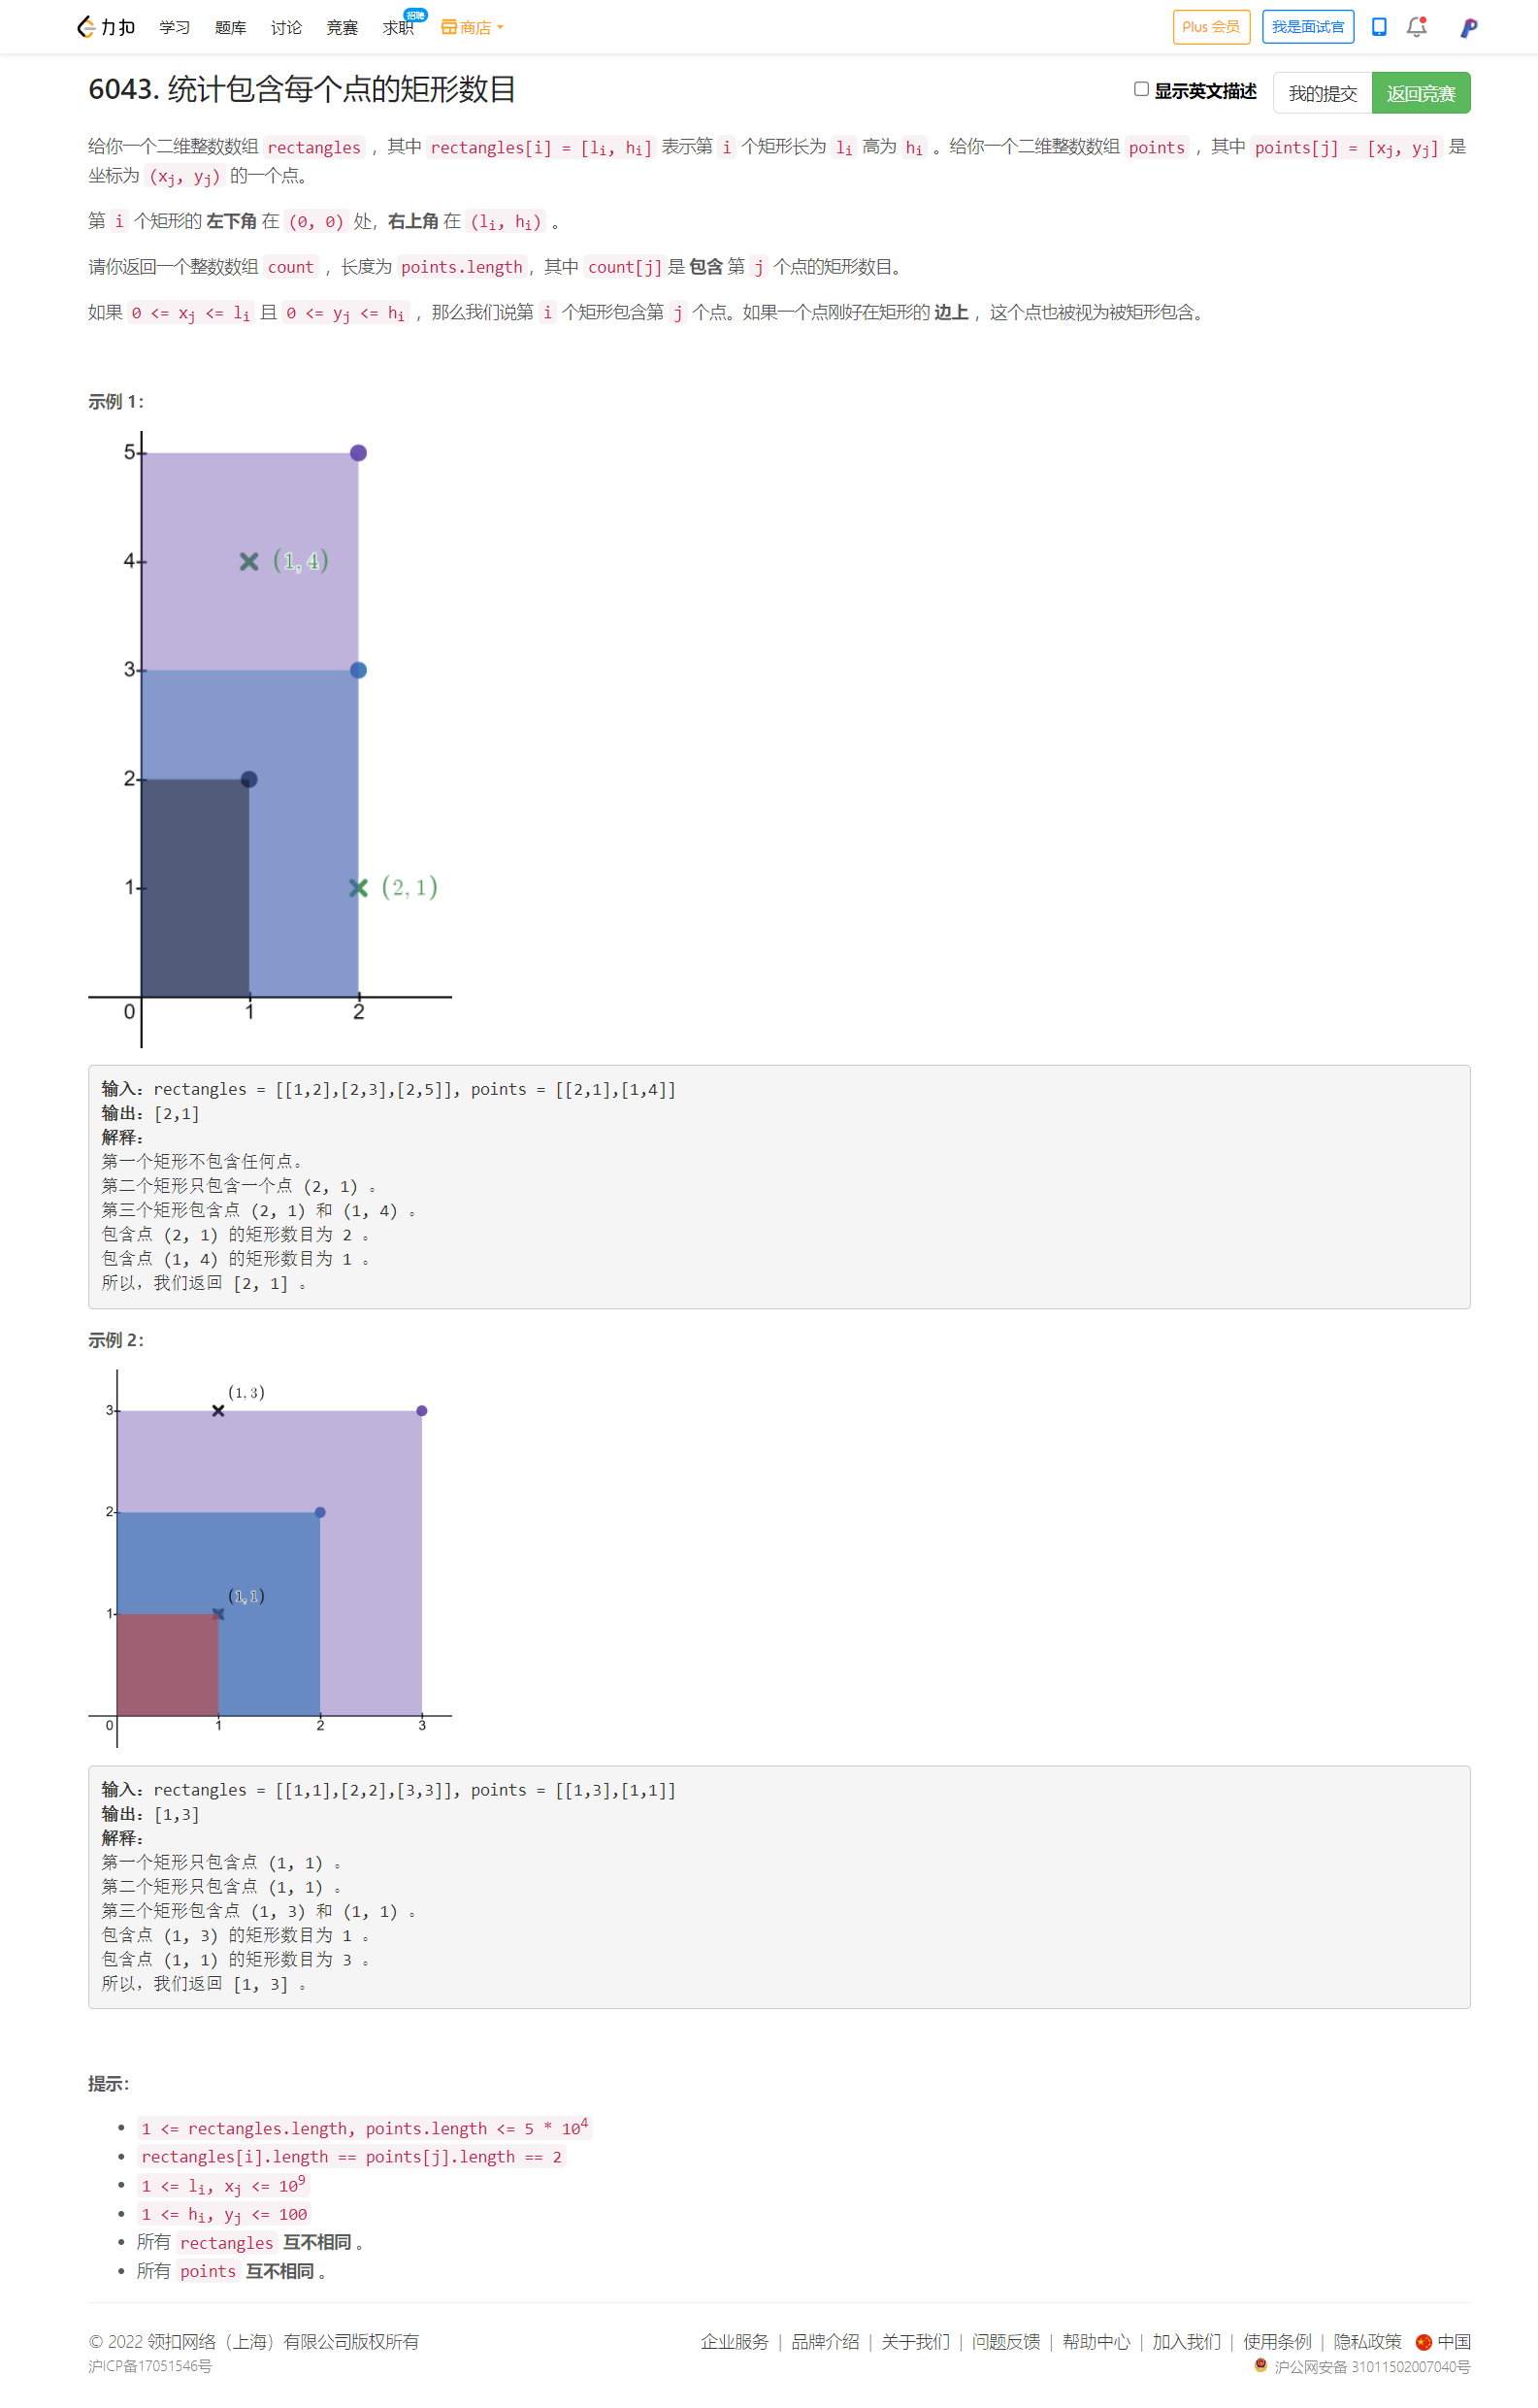 力扣 学习 题库 讨论 竞赛 求职 招聘 商店 Plus 会员 我是面试官
6043. 统计包含每个点的矩形数目 显示英文描述 我的提交 返回竞赛
给你一个二维整数数组 rectangles ，其中 rectangles[i] = [li, hi] 表示第 i 个矩形长为 li 高为 hi 。给你一个二维整数数组 points ，其中 points[j] = [xj, yj] 是
坐标为 (xj, yj) 的一个点。
第 i 个矩形的 左下角 在 (0, 0) 处，右上角 在 (li, hi) 。
请你返回一个整数数组 count ，长度为 points.length，其中 count[j]是 包含 第 j 个点的矩形数目。
如果 0 <= xj <= li 且 0 <= yj <= hi ，那么我们说第 i 个矩形包含第 j 个点。如果一个点刚好在矩形的 边上 ，这个点也被视为被矩形包含。
示例 1：
5
4 (1, 4)
3
2
1 (2, 1)
0 1 2
输入：rectangles = [[1,2],[2,3],[2,5]], points = [[2,1],[1,4]]
输出：[2,1]
解释：
第一个矩形不包含任何点。
第二个矩形只包含一个点 (2, 1) 。
第三个矩形包含点 (2, 1) 和 (1, 4) 。
包含点 (2, 1) 的矩形数目为 2 。
包含点 (1, 4) 的矩形数目为 1 。
所以，我们返回 [2, 1] 。
示例 2：
(1, 3)
3
2
(1, 1)
1
0 1 2 3
输入：rectangles = [[1,1],[2,2],[3,3]], points = [[1,3],[1,1]]
输出：[1,3]
解释：
第一个矩形只包含点 (1, 1) 。
第二个矩形只包含点 (1, 1) 。
第三个矩形包含点 (1, 3) 和 (1, 1) 。
包含点 (1, 3) 的矩形数目为 1 。
包含点 (1, 1) 的矩形数目为 3 。
所以，我们返回 [1, 3] 。
提示：
• 1 <= rectangles.length, points.length <= 5 * 10^4
• rectangles[i].length == points[j].length == 2
• 1 <= li, xj <= 10^9
• 1 <= hi, yj <= 100
• 所有 rectangles 互不相同 。
• 所有 points 互不相同 。
© 2022 领扣网络（上海）有限公司版权所有 企业服务 | 品牌介绍 | 关于我们 | 问题反馈 | 帮助中心 | 加入我们 | 使用条例 | 隐私政策 中国
沪ICP备17051546号 沪公网安备 31011502007040号